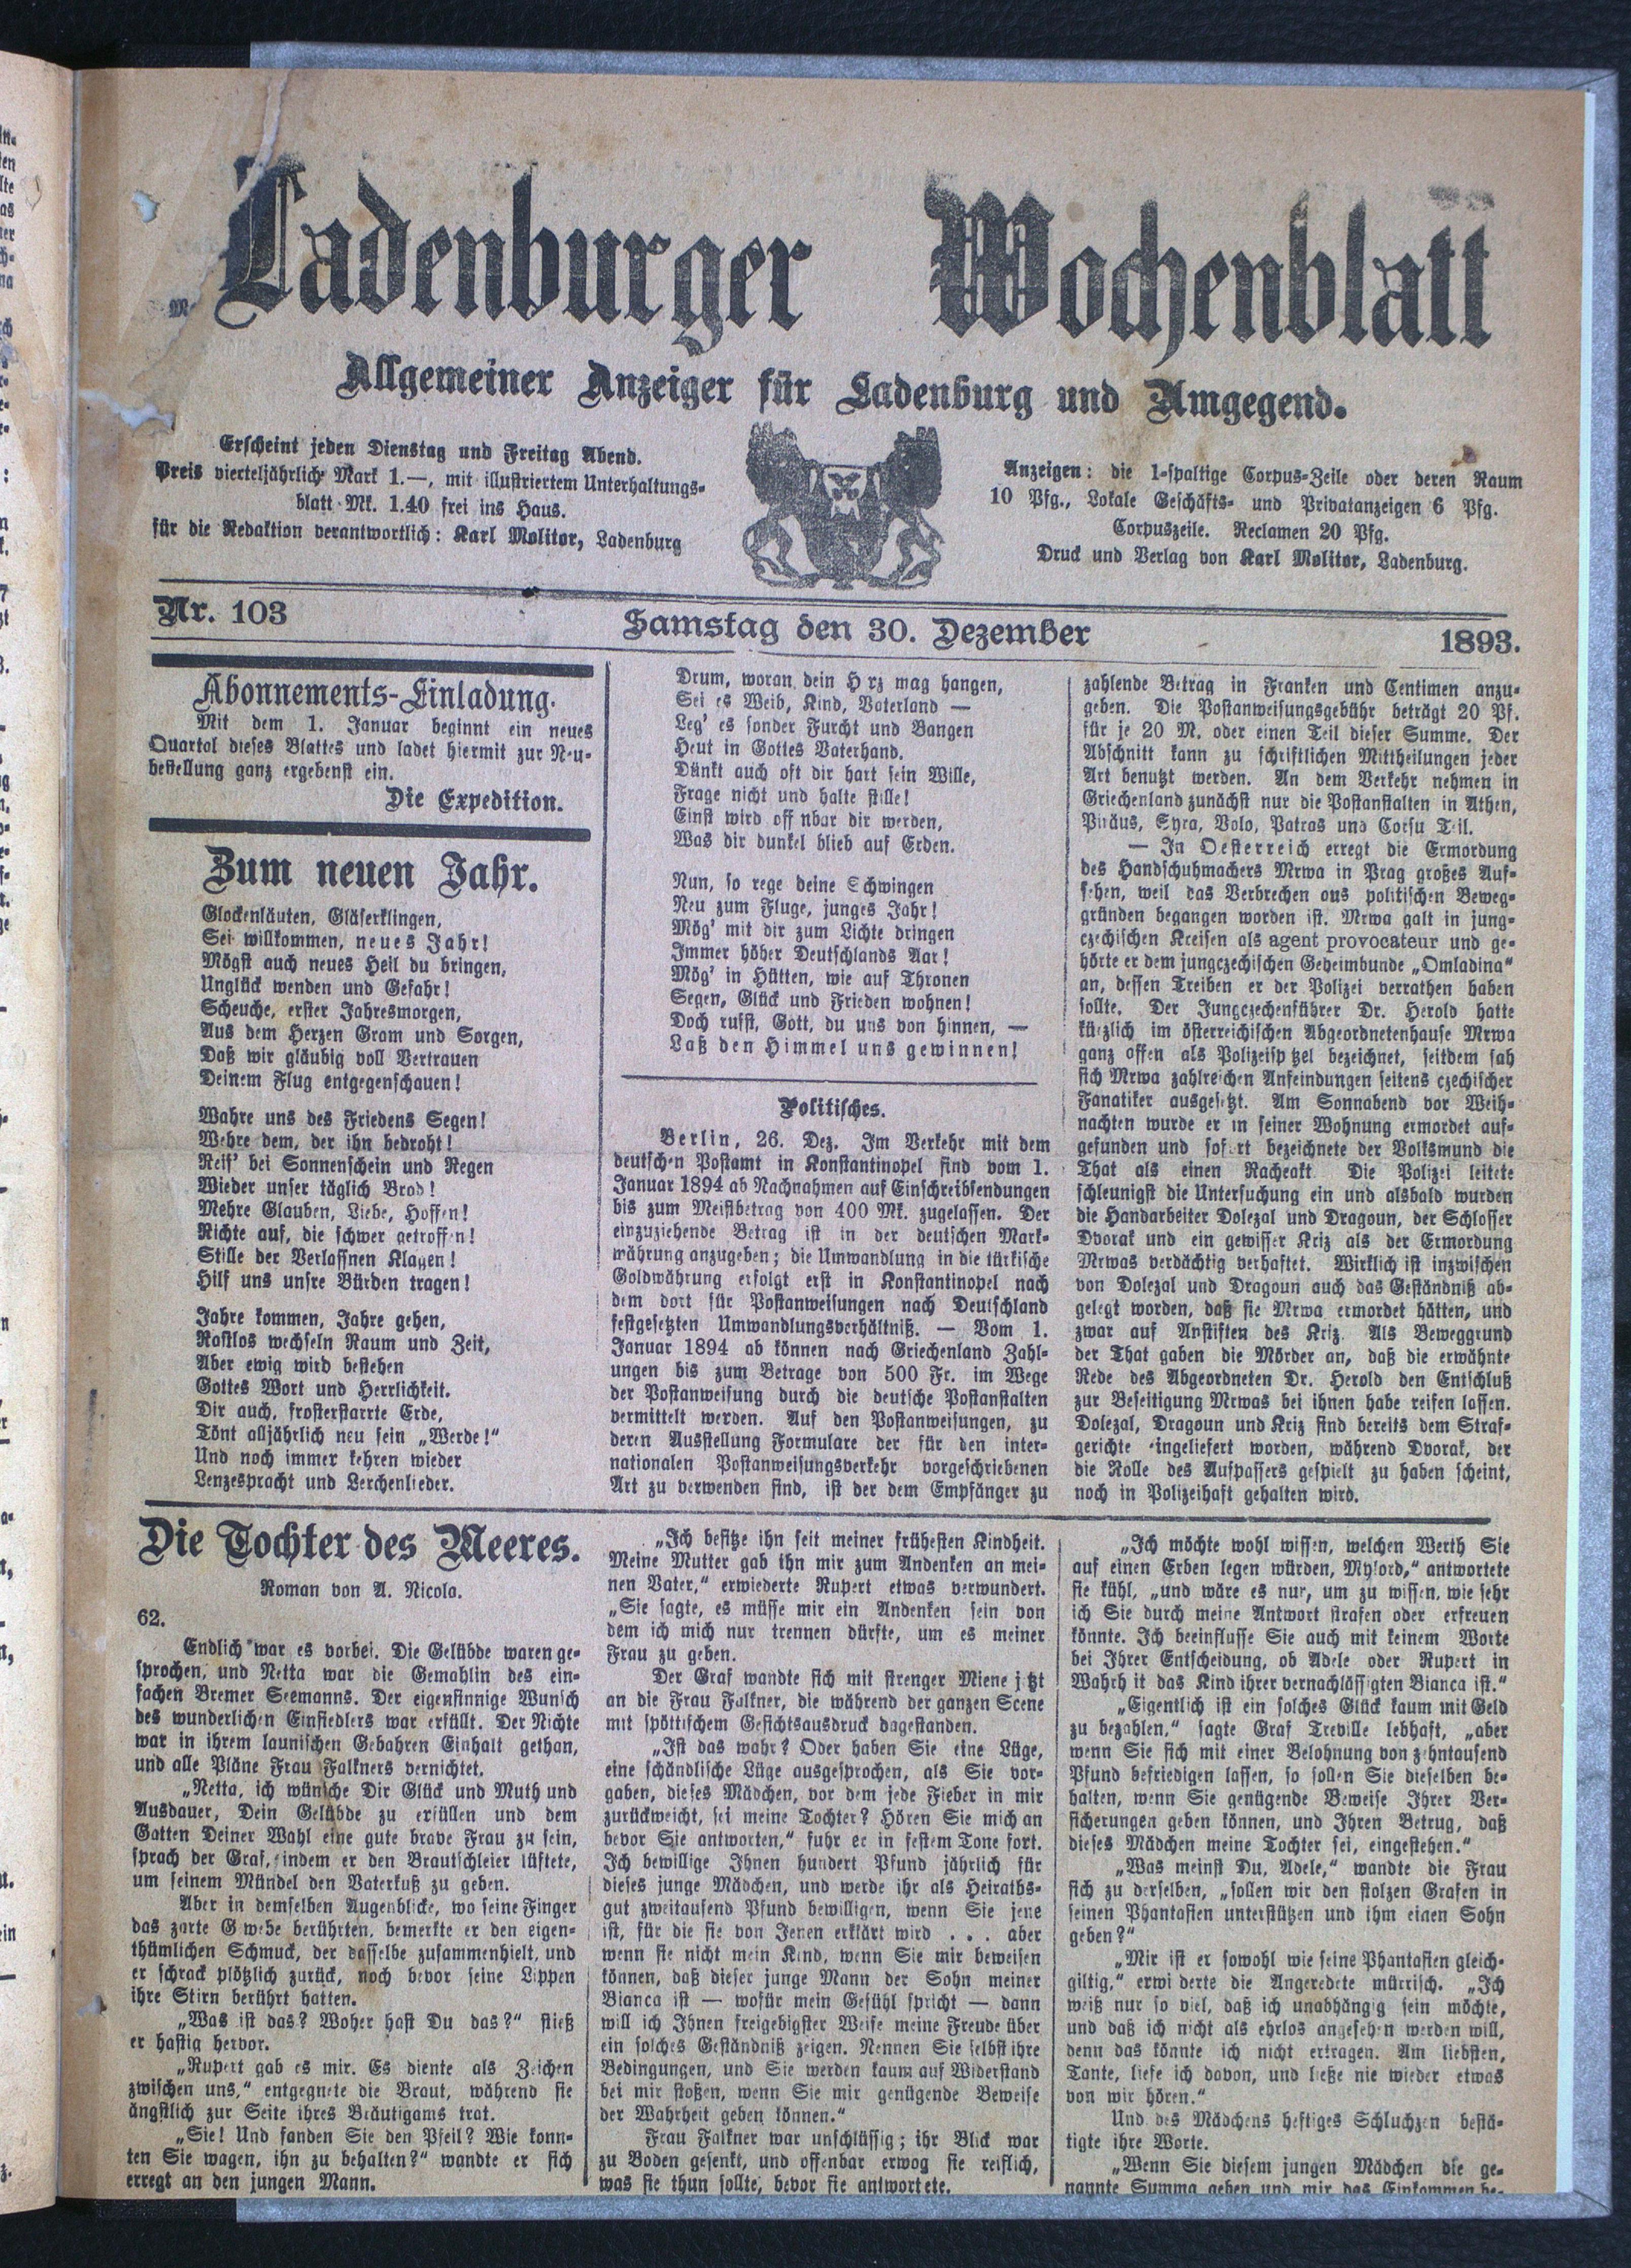 Ladenburger Wochenblatt
Allgemeiner Anzeiger für Ladenburg und Umgegend.
Erscheint jeden Dienstag und Freitag Abend.
Preis vierteljährlich Mark 1.—, mit illustriertem Unterhaltungs-
blatt Mk. 1.40 frei ins Haus.
für die Redaktion verantwortlich: Karl Molitor, Ladenburg
Anzeigen: die 1-spaltige Corpus-Zeile oder deren Raum
10 Pfg., Lokale Geschäfts- und Privatanzeigen 6 Pfg.
Corpuszeile. Reclamen 20 Pfg.
Druck und Verlag von Karl Molitor, Ladenburg.
Nr. 103
Samstag den 30. Dezember
1893.
Abonnements-Einladung.
Mit dem 1. Januar beginnt ein neues
Quartal dieses Blattes und ladet hiermit zur Neu-
bestellung ganz ergebenst ein.
Die Expedition.
Zum neuen Jahr.
Glockenläuten, Gläserklingen,
Sei willkommen, neues Jahr!
Mögst auch neues Heil du bringen,
Unglück wenden und Gefahr!
Scheuche, erster Jahresmorgen,
Aus dem Herzen Gram und Sorgen,
Daß wir gläubig voll Vertrauen
Deinem Flug entgegenschauen!
Wahre uns des Friedens Segen!
Wehre dem, der ihn bedroht!
Reif' bei Sonnenschein und Regen
Wieder unser täglich Brod!
Mehre Glauben, Liebe, Hoffen!
Richte auf, die schwer getroffen!
Stille der Verlassnen Klagen!
Hilf uns unsre Bürden tragen!
Jahre kommen, Jahre gehen,
Rastlos wechseln Raum und Zeit,
Aber ewig wird bestehen
Gottes Wort und Herrlichkeit.
Dir auch, frosterstarrte Erde,
Tönt alljährlich neu sein „Werde!“
Und noch immer kehren wieder
Lenzespracht und Lerchenlieder.
Drum, woran dein H rz mag hangen,
Sei es Weib, Kind, Vaterland —
Leg' es sonder Furcht und Bangen
Heut in Gottes Vaterhand.
Dünkt auch oft dir hart sein Wille,
Frage nicht und halte stille!
Einst wird off nbar dir werden,
Was dir dunkel blieb auf Erden.
Nun, so rege deine Schwingen
Neu zum Fluge, junges Jahr!
Mög' mit dir zum Lichte dringen
Immer höher Deutschlands Aar!
Mög' in Hütten, wie auf Thronen
Segen, Glück und Frieden wohnen!
Doch rufst, Gott, du uns von hinnen, —
Laß den Himmel uns gewinnen!
Politisches.
Berlin, 26. Dez. Im Verkehr mit dem
deutschen Postamt in Konstantinopel sind vom 1.
Januar 1894 ab Nachnahmen auf Einschreibsendungen
bis zum Meistbetrag von 400 Mk. zugelassen. Der
einzuziehende Betrag ist in der deutschen Mark-
währung anzugeben; die Umwandlung in die türkische
Goldwährung erfolgt erst in Konstantinopel nach
dem dort für Postanweisungen nach Deutschland
festgesetzten Umwandlungsverhältniß. — Vom 1.
Januar 1894 ab können nach Griechenland Zahl-
ungen bis zum Betrage von 500 Fr. im Wege
der Postanweisung durch die deutsche Postanstalten
vermittelt werden. Auf den Postanweisungen, zu
deren Ausstellung Formulare der für den inter-
nationalen Postanweisungsverkehr vorgeschriebenen
Art zu verwenden sind, ist der dem Empfänger zu
zahlende Betrag in Franken und Centimen anzu-
geben. Die Postanweisungsgebühr beträgt 20 Pf.
für je 20 M. oder einen Teil dieser Summe. Der
Abschnitt kann zu schriftlichen Mittheilungen jeder
Art benutzt werden. An dem Verkehr nehmen in
Griechenland zunächst nur die Postanstalten in Athen,
Piräus, Syra, Volo, Patras und Corfu T il.
— In Oesterreich erregt die Ermordung
des Handschuhmachers Mrwa in Prag großes Auf-
s hen, weil das Verbrechen aus politischen Beweg-
gründen begangen worden ist. Mrwa galt in jung-
czechischen Kreisen als agent provocateur und ge-
hörte er dem jungczechischen Geheimbunde „Omladina“
an, dessen Treiben er der Polizei verrathen haben
sollte. Der Jungczechenführer Dr. Herold hatte
kürzlich im österreichischen Abgeordnetenhause Mrwa
ganz offen als Polizeisp tzel bezeichnet, seitdem sah
sich Mrwa zahlreichen Anfeindungen seitens czechischer
Fanatiker ausgesetzt. Am Sonnabend vor Weih-
nachten wurde er in seiner Wohnung ermordet auf-
gefunden und sofort bezeichnete der Volksmund die
That als einen Racheakt. Die Polizei leitete
schleunigst die Untersuchung ein und alsbald wurden
die Handarbeiter Dolezal und Dragoun, der Schlosser
Dvorak und ein gewisser Kriz als der Ermordung
Mrwas verdächtig verhaftet. Wirklich ist inzwischen
von Dolezal und Dragoun auch das Geständniß ab-
gelegt worden, daß sie Mrwa ermordet hätten, und
zwar auf Anstiften des Kriz. Als Beweggrund
der That gaben die Mörder an, daß die erwähnte
Rede des Abgeordneten Dr. Herold den Entschluß
zur Beseitigung Mrwas bei ihnen habe reifen lassen.
Dolezal, Dragoun und Kriz sind bereits dem Straf-
gerichte eingeliefert worden, während Dvorak, der
die Rolle des Aufpassers gespielt zu haben scheint,
noch in Polizeihaft gehalten wird.
Die Tochter des Meeres.
Roman von A. Nicola.
62.
Endlich war es vorbei. Die Gelübde waren ge-
sprochen, und Netta war die Gemahlin des ein-
fachen Bremer Seemanns. Der eigensinnige Wunsch
des wunderlichen Einsiedlers war erfüllt. Der Nichte
war in ihrem launischen Gebahren Einhalt gethan,
und alle Pläne Frau Falkners vernichtet.
„Netta, ich wünsche Dir Glück und Muth und
Ausdauer, Dein Gelübde zu erfüllen und dem
Gatten Deiner Wahl eine gute brave Frau zu sein,
sprach der Graf, indem er den Brautschleier lüftete,
um seinem Mündel den Vaterkuß zu geben.
Aber in demselben Augenblicke, wo seine Finger
das zarte G webe berührten, bemerkte er den eigen-
thümlichen Schmuck, der dasselbe zusammenhielt, und
er schrack plötzlich zurück, noch bevor seine Lippen
ihre Stirn berührt hatten.
„Was ist das? Woher hast Du das?“ stieß
er hastig hervor.
„Rupert gab es mir. Es diente als Zeichen
zwischen uns,“ entgegnete die Braut, während sie
ängstlich zur Seite ihres Bräutigams trat.
„Sie! Und fanden Sie den Pfeil? Wie konn-
ten Sie wagen, ihn zu behalten?“ wandte er sich
erregt an den jungen Mann.
„Ich besitze ihn seit meiner frühesten Kindheit.
Meine Mutter gab ihn mir zum Andenken an mei-
nen Vater,“ erwiederte Rupert etwas verwundert.
„Sie sagte, es müsse mir ein Andenken sein von
dem ich mich nur trennen dürfte, um es meiner
Frau zu geben.
Der Graf wandte sich mit strenger Miene j tzt
an die Frau Falkner, die während der ganzen Scene
mit spöttischem Gesichtsausdruck dagestanden.
„Ist das wahr? Oder haben Sie eine Lüge,
eine schändliche Lüge ausgesprochen, als Sie vor-
gaben, dieses Mädchen, vor dem jede Fieber in mir
zurückweicht, sei meine Tochter? Hören Sie mich an
bevor Sie antworten,“ fuhr er in festem Tone fort.
Ich bewillige Ihnen hundert Pfund jährlich für
dieses junge Mädchen, und werde ihr als Heiraths-
gut zweitausend Pfund bewilligen, wenn Sie jene
ist, für die sie von Jenen erklärt wird . . . aber
wenn sie nicht mein Kind, wenn Sie mir beweisen
können, daß dieser junge Mann der Sohn meiner
Bianca ist — wofür mein Gefühl spricht — dann
will ich Ihnen freigebigster Weise meine Freude über
ein solches Geständniß zeigen. Nennen Sie selbst ihre
Bedingungen, und Sie werden kaum auf Widerstand
bei mir stoßen, wenn Sie mir genügende Beweise
der Wahrheit geben können.“
Frau Falkner war unschlüssig; ihr Blick war
zu Boden gesenkt, und offenbar erwog sie reiflich,
was sie thun sollte, bevor sie antwortete.
„Ich möchte wohl wissen, welchen Werth Sie
auf einen Erben legen würden, Mylord,“ antwortete
sie kühl, „und wäre es nur, um zu wissen, wie sehr
ich Sie durch meine Antwort strafen oder erfreuen
könnte. Ich beeinflusse Sie auch mit keinem Worte
bei Ihrer Entscheidung, ob Adele oder Rupert in
Wahrh it das Kind ihrer vernachlässigten Bianca ist.“
„Eigentlich ist ein solches Glück kaum mit Geld
zu bezahlen,“ sagte Graf Treville lebhaft, „aber
wenn Sie sich mit einer Belohnung von zehntausend
Pfund befriedigen lassen, so sollen Sie dieselben be-
halten, wenn Sie genügende Beweise Ihrer Ver-
sicherungen geben können, und Ihren Betrug, daß
dieses Mädchen meine Tochter sei, eingestehen.“
„Was meinst Du, Adele,“ wandte die Frau
sich zu derselben, „sollen wir den stolzen Grafen in
seinen Phantasien unterstützen und ihm einen Sohn
geben?“
„Mir ist er sowohl wie seine Phantasien gleich-
giltig,“ erwi derte die Angeredete mürrisch. „Ich
weiß nur so viel, daß ich unabhängig sein möchte,
und daß ich nicht als ehrlos angesehen werden will,
denn das könnte ich nicht ertragen. Am liebsten,
Tante, liefe ich davon, und ließe nie wieder etwas
von wir hören.“
Und des Mädchens heftiges Schluchzen bestä-
tigte ihre Worte.
„Wenn Sie diesem jungen Mädchen die ge-
nannte Summa geben und mir das Einkommen be-